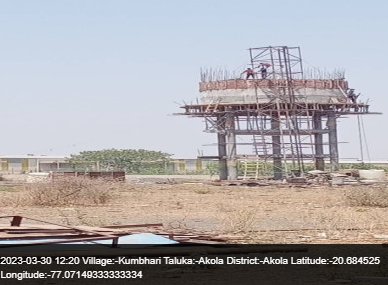 2023-03-30 12:20 Village:-Kumbhari Taluka:-Akola District:-Akola Latitude:-20.684525
Longitude:-77.07149333333334